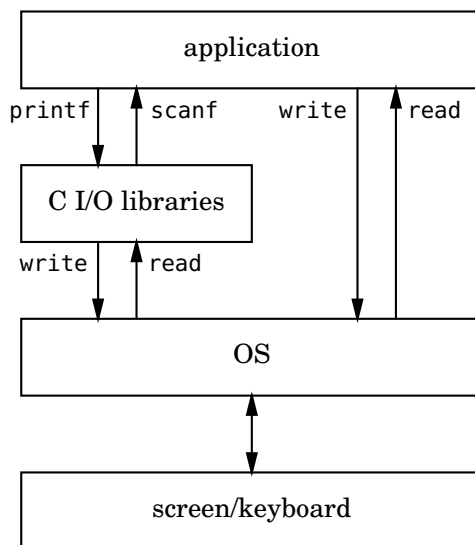 application
printf scanf write read
C I/O libraries
write read
OS
screen/keyboard